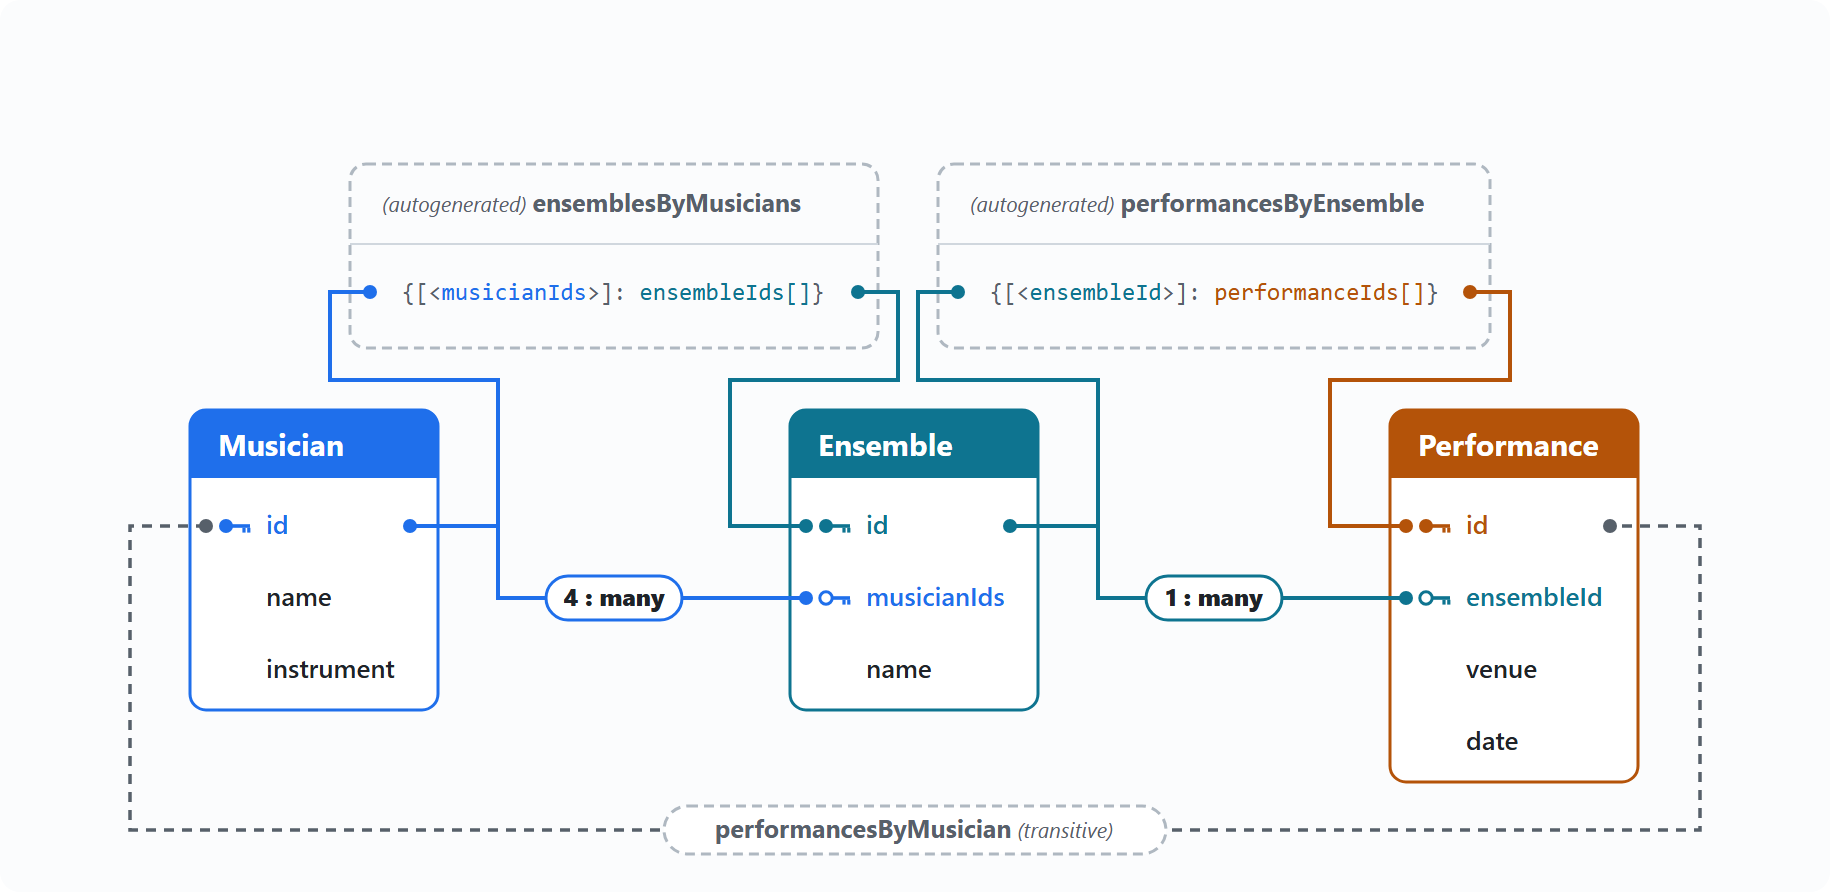 (autogenerated) ensemblesByMusicians
{[<musicianIds>]: ensembleIds[]}
(autogenerated) performancesByEnsemble
{[<ensembleId>]: performanceIds[]}
Musician
id
name
instrument
4 : many
Ensemble
id
musicianIds
name
1 : many
Performance
id
ensembleId
venue
date
performancesByMusician (transitive)